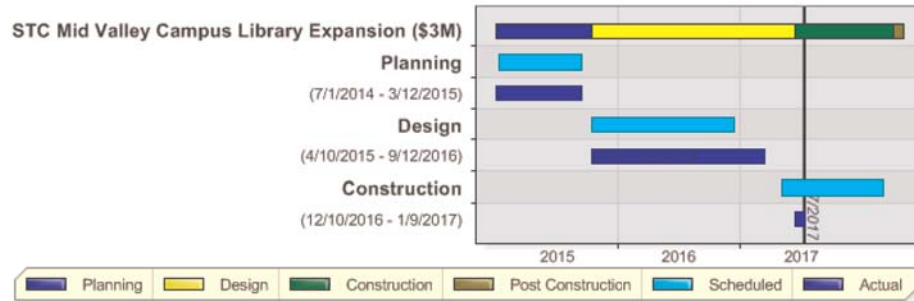 STC Mid Valley Campus Library Expansion ($3M)
Planning
(7/1/2014 - 3/12/2015)
Design
(4/10/2015 - 9/12/2016)
Construction
(12/10/2016 - 1/9/2017)
7/2017
2015 2016 2017
Planning Design Construction Post Construction Scheduled Actual